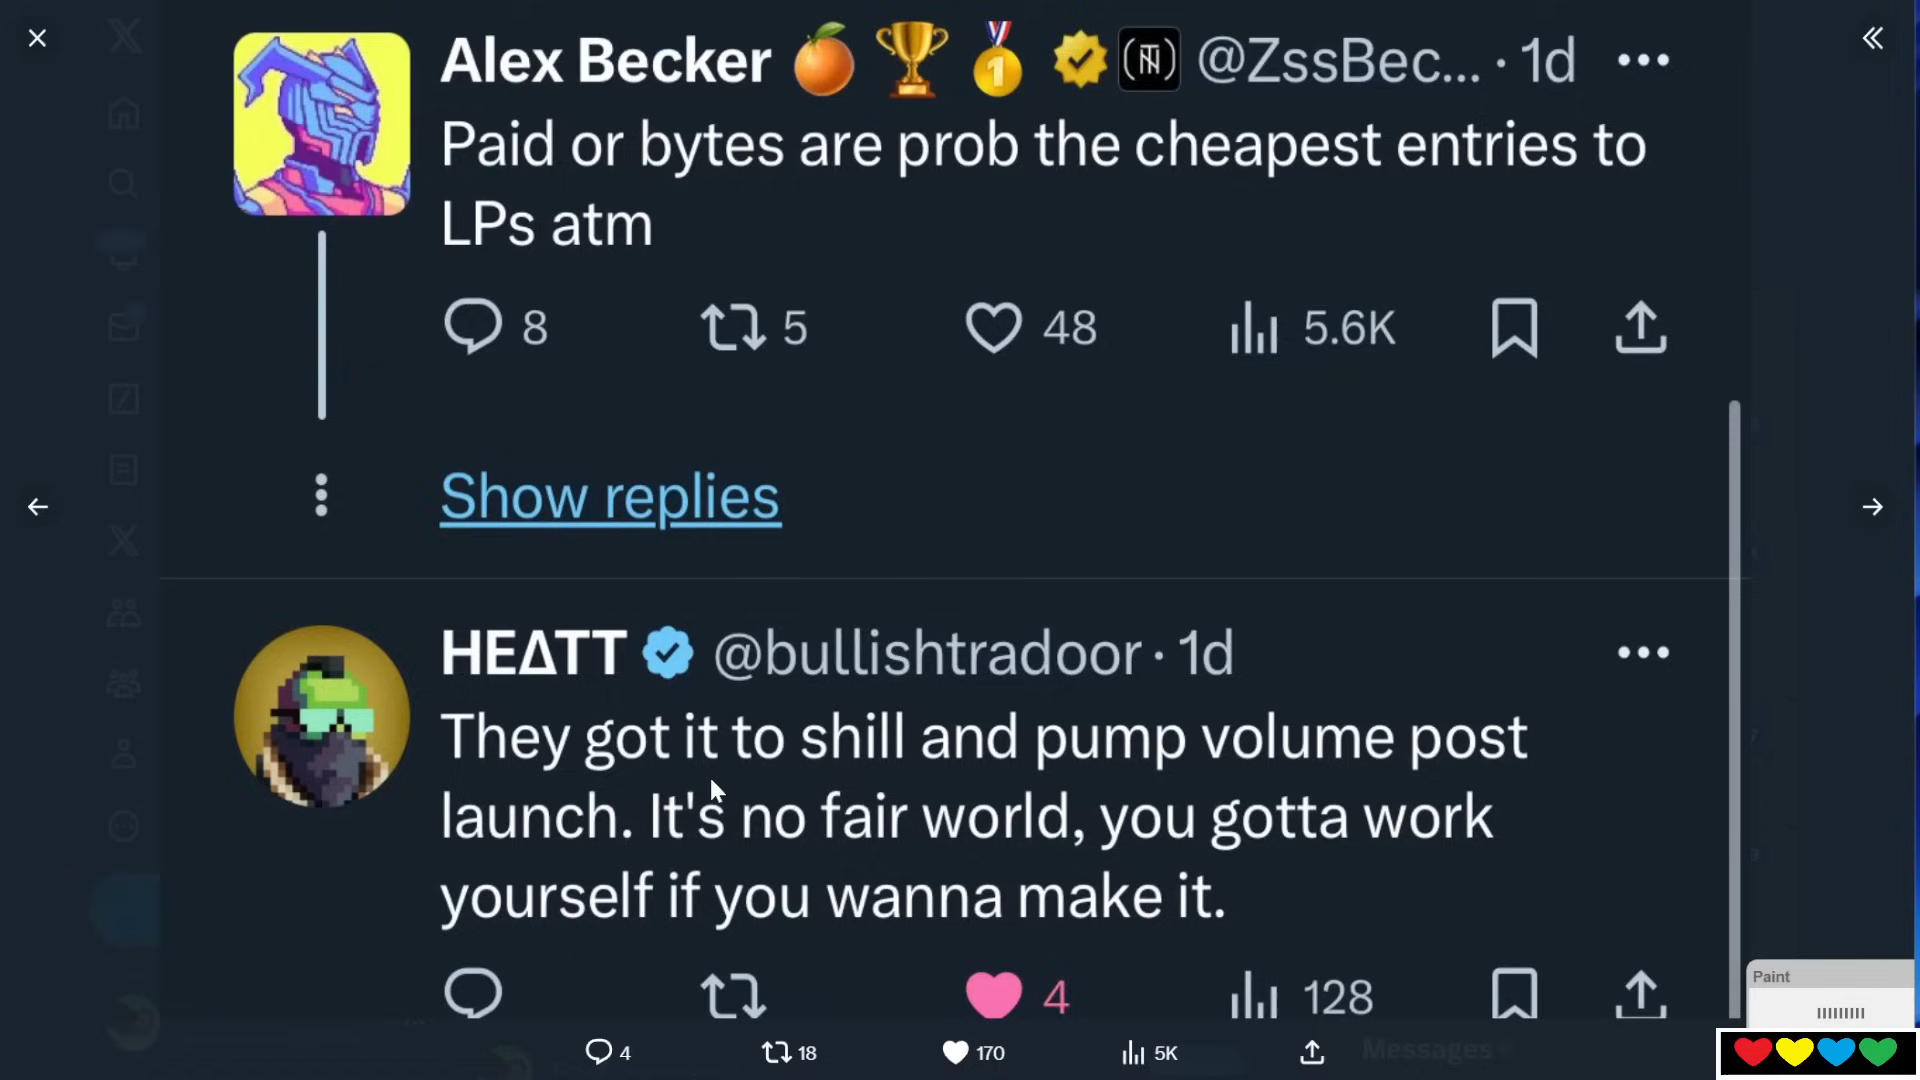 Alex Becker @ZssBec... · 1d
Paid or bytes are prob the cheapest entries to
LPs atm
8 5 48 5.6K
Show replies
HEΔTT @bullishtradoor · 1d
They got it to shill and pump volume post
launch. It's no fair world, you gotta work
yourself if you wanna make it.
4 128
Paint
4 18 170 5K
Messages